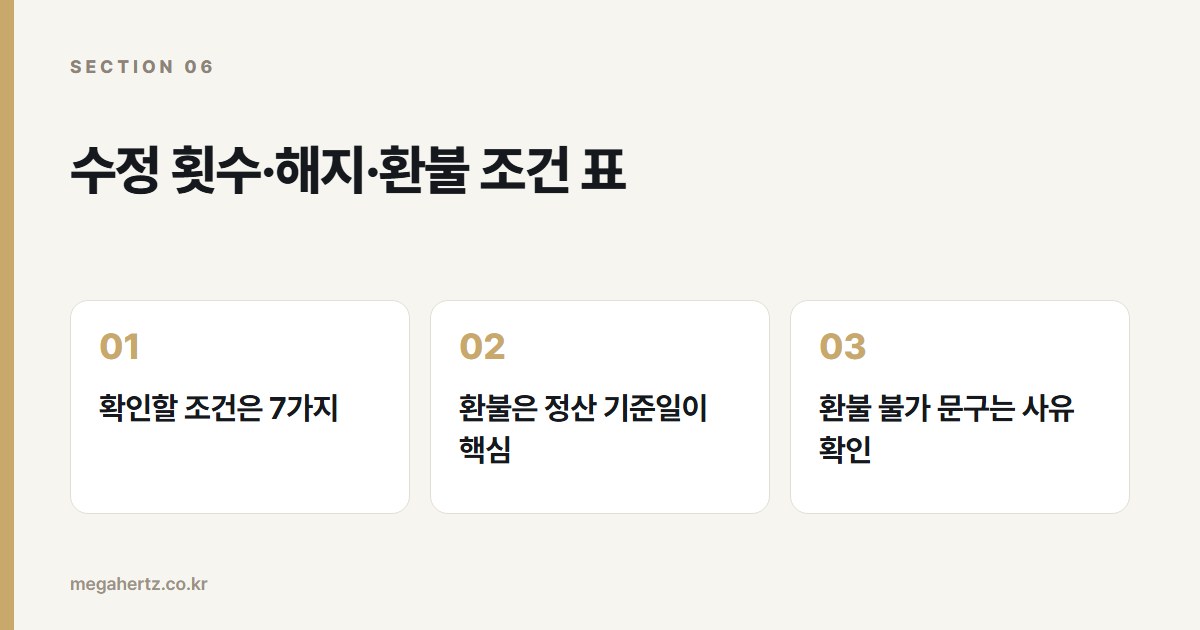 SECTION 06
수정 횟수·해지·환불 조건 표
01
확인할 조건은 7가지
02
환불은 정산 기준일이
핵심
03
환불 불가 문구는 사유
확인
megahertz.co.kr